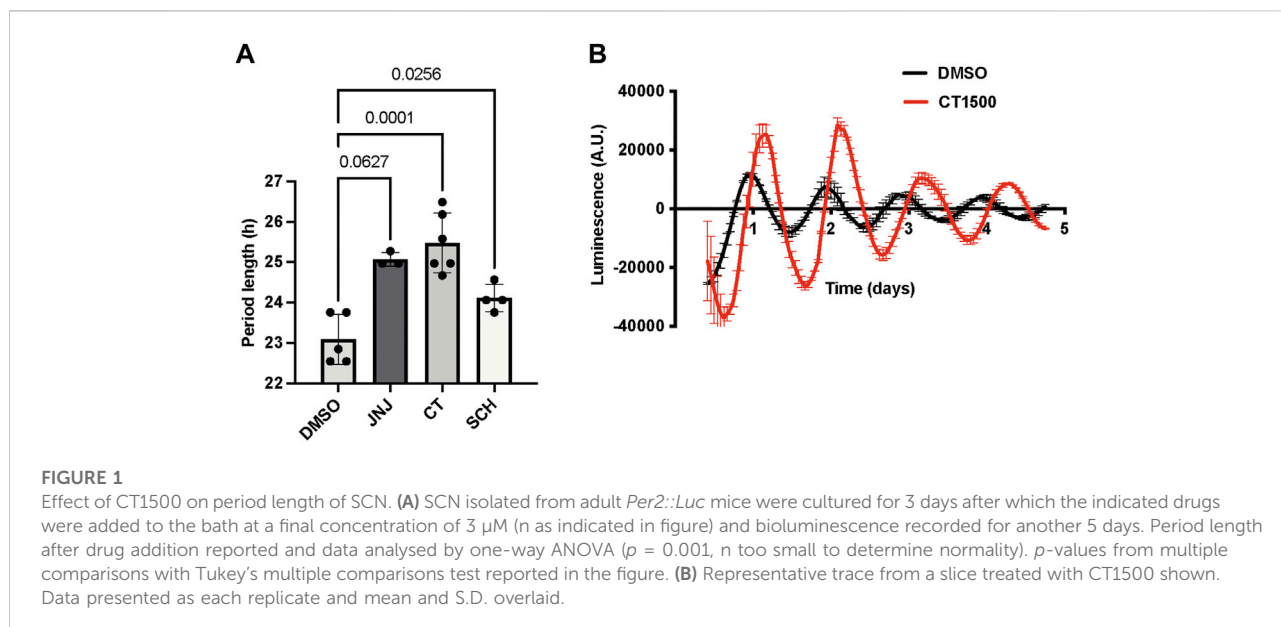 A
0.0256
0.0001
0.0627
Period length (h)
27
26
25
24
23
22
DMSO
JNJ
CT
SCH
B
DMSO
CT1500
Luminescence (A.U.)
40000
20000
0
-20000
-40000
1
2
3
4
5
Time (days)
FIGURE 1
Effect of CT1500 on period length of SCN. (A) SCN isolated from adult Per2::Luc mice were cultured for 3 days after which the indicated drugs
were added to the bath at a final concentration of 3 µM (n as indicated in figure) and bioluminescence recorded for another 5 days. Period length
after drug addition reported and data analysed by one-way ANOVA (p = 0.001, n too small to determine normality). p-values from multiple
comparisons with Tukey's multiple comparisons test reported in the figure. (B) Representative trace from a slice treated with CT1500 shown.
Data presented as each replicate and mean and S.D. overlaid.